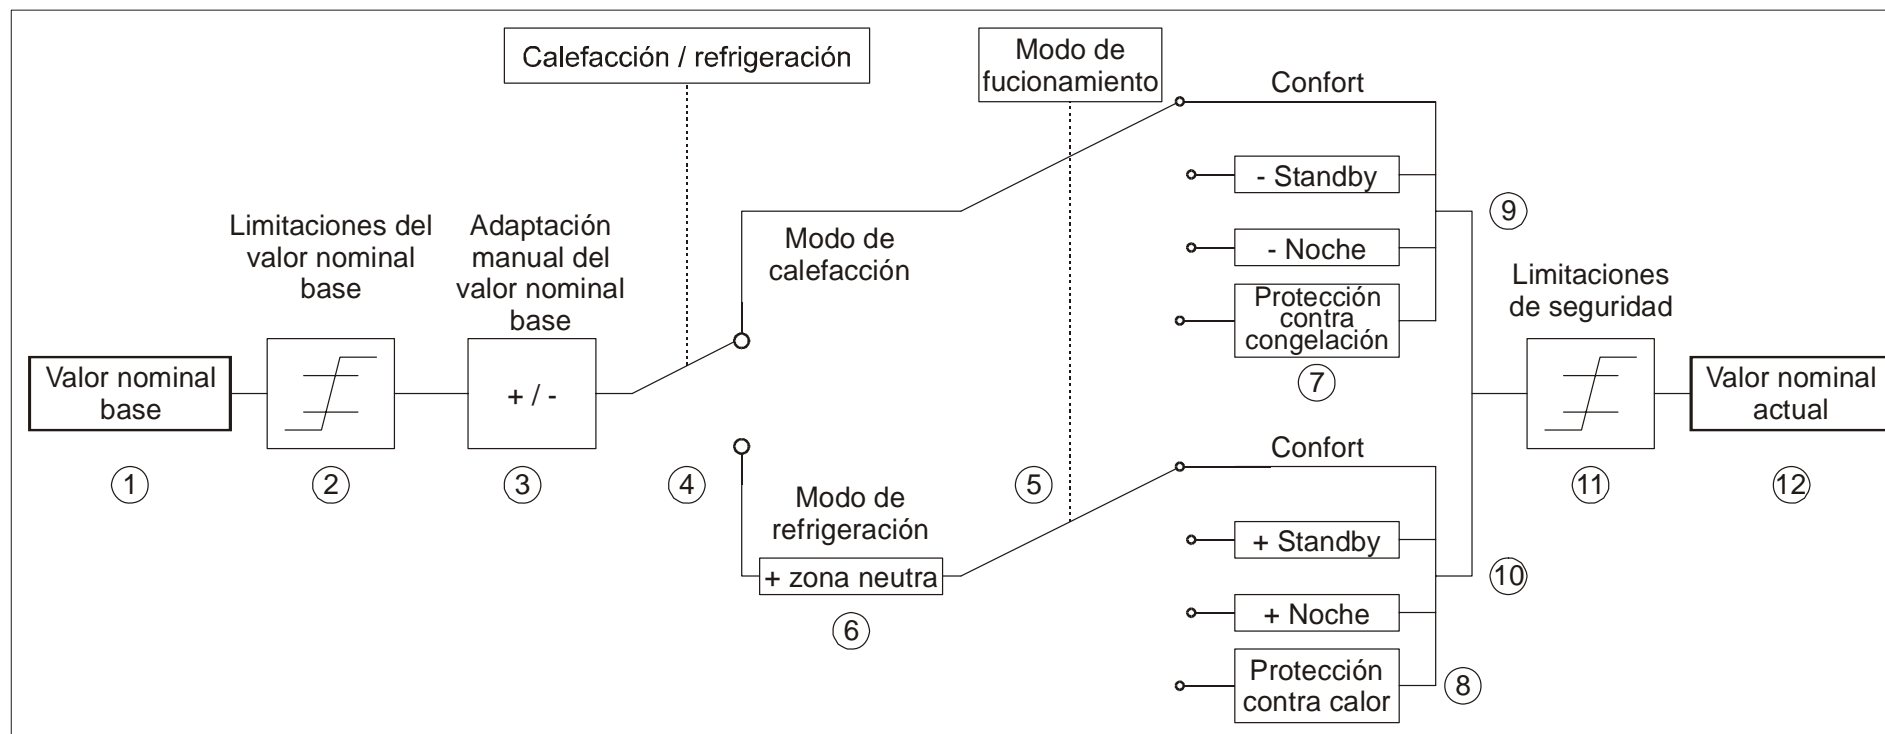 Calefacción / refrigeración
Modo de
fucionamiento
Confort
- Standby
- Noche
Protección
contra
congelación
7
9
Limitaciones del
valor nominal
base
Adaptación
manual del
valor nominal
base
Modo de
calefacción
Limitaciones
de seguridad
Valor nominal
base
+ / -
Valor nominal
actual
1
2
3
4
5
11
12
Modo de
refrigeración
+ zona neutra
6
Confort
+ Standby
+ Noche
Protección
contra calor
10
8